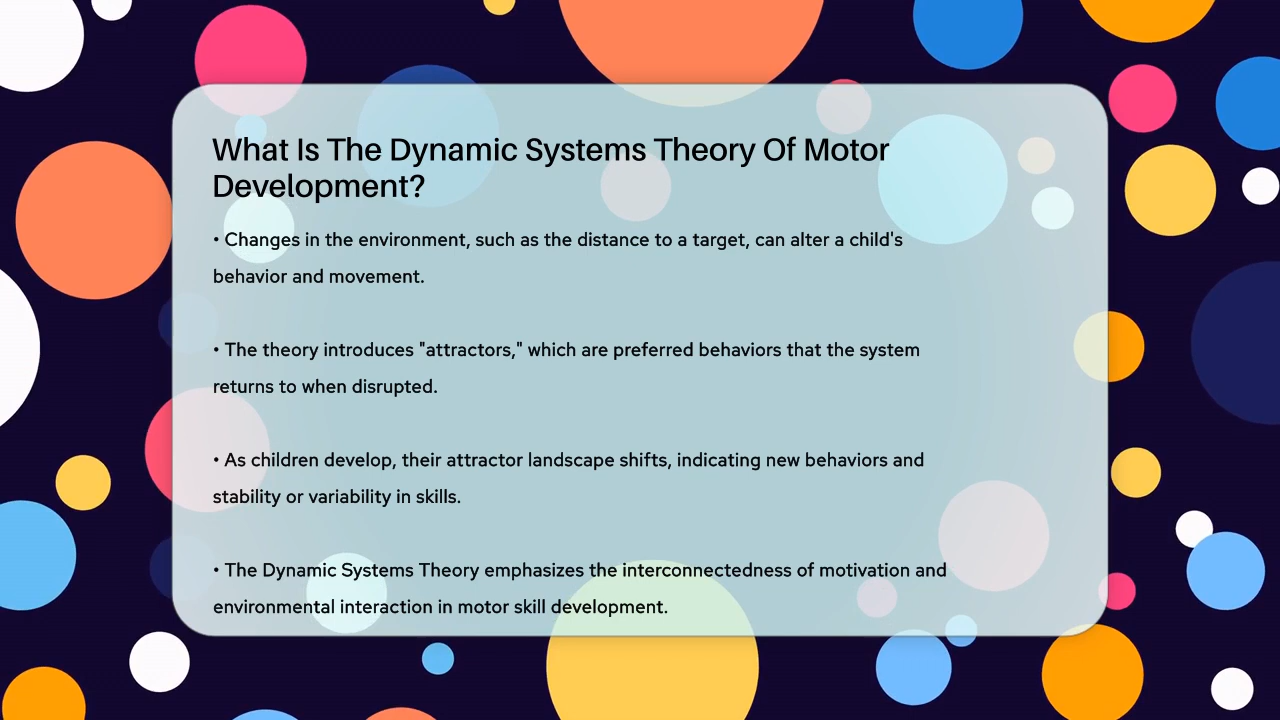 What Is The Dynamic Systems Theory Of Motor
Development?
• Changes in the environment, such as the distance to a target, can alter a child's
behavior and movement.
• The theory introduces "attractors," which are preferred behaviors that the system
returns to when disrupted.
• As children develop, their attractor landscape shifts, indicating new behaviors and
stability or variability in skills.
• The Dynamic Systems Theory emphasizes the interconnectedness of motivation and
environmental interaction in motor skill development.